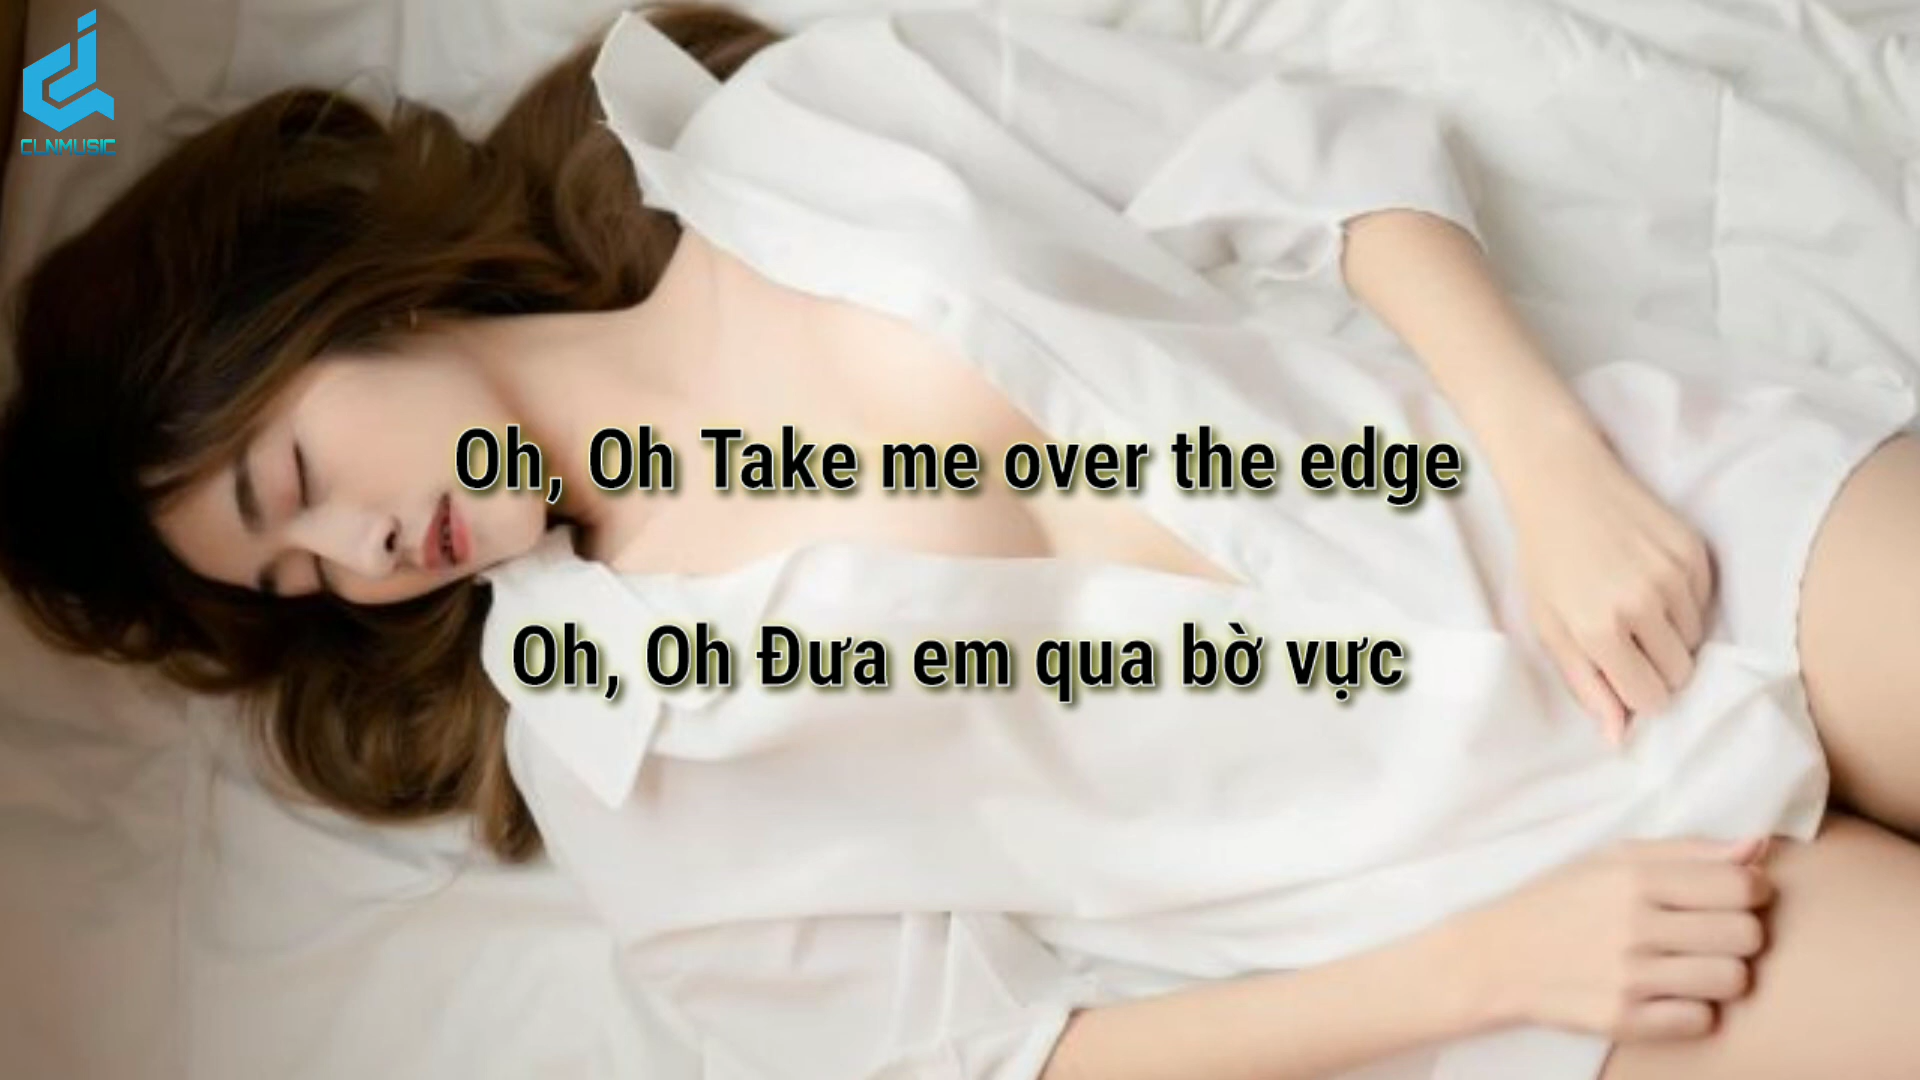 CLNMUSIC
Oh, Oh Take me over the edge
Oh, Oh Đưa em qua bờ vực